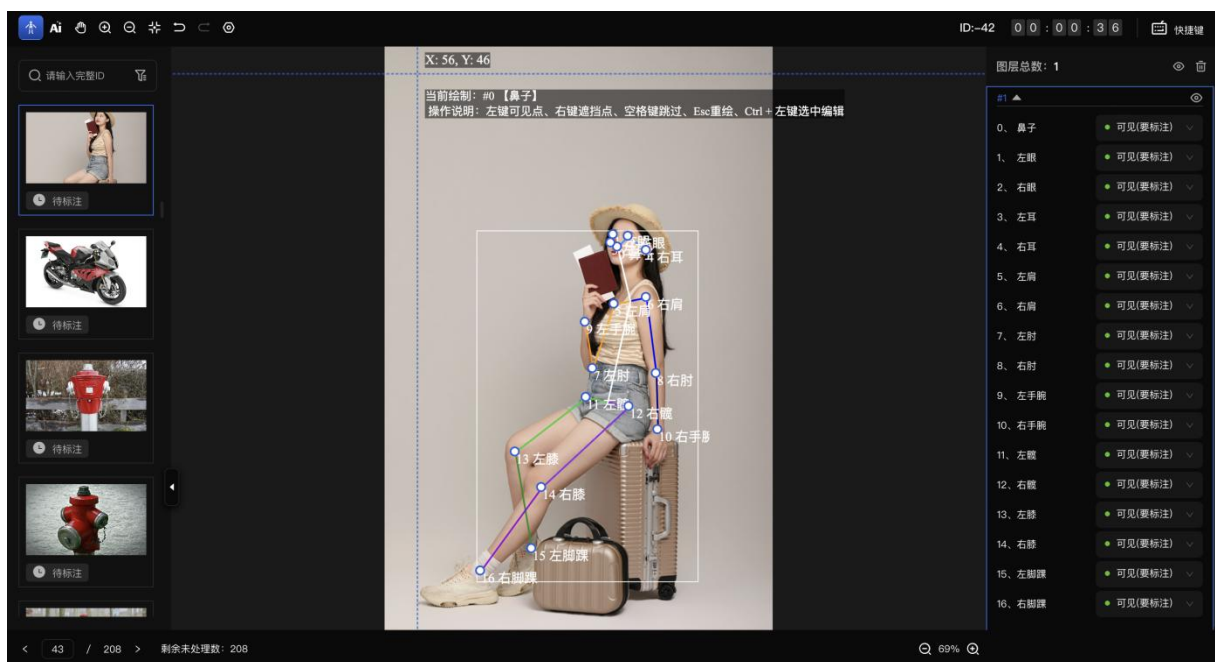 Ai
ID:-42 00:00:36 快捷键
请输入完整ID
待标注
待标注
待标注
待标注
X: 56, Y: 46
当前绘制: #0 【鼻子】
操作说明: 左键可见点、右键遮挡点、空格键跳过、Esc重绘、Ctrl + 左键选中编辑
4 右耳
右肩
9 左手腕
7 左肘
8 右肘
11 左髋
12 右髋
10 右手腕
13 左膝
14 右膝
15 左脚踝
16 右脚踝
图层总数: 1
#1
0、 鼻子 可见(要标注)
1、 左眼 可见(要标注)
2、 右眼 可见(要标注)
3、 左耳 可见(要标注)
4、 右耳 可见(要标注)
5、 左肩 可见(要标注)
6、 右肩 可见(要标注)
7、 左肘 可见(要标注)
8、 右肘 可见(要标注)
9、 左手腕 可见(要标注)
10、右手腕 可见(要标注)
11、 左髋 可见(要标注)
12、右髋 可见(要标注)
13、左膝 可见(要标注)
14、右膝 可见(要标注)
15、左脚踝 可见(要标注)
16、右脚踝 可见(要标注)
< 43 / 208 > 剩余未处理数: 208
69%